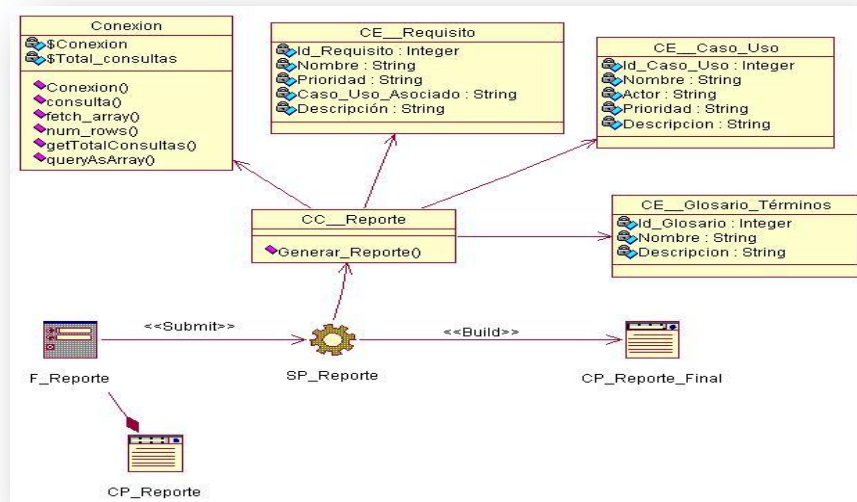 Conexion
$Conexion
$Total_consultas
Conexion()
consulta()
fetch_array()
num_rows()
getTotalConsultas()
queryAsArray()
CE__Requisito
Id_Requisito : Integer
Nombre : String
Prioridad : String
Caso_Uso_Asociado : String
Descripción : String
CE__Caso_Uso
Id_Caso_Uso : Integer
Nombre : String
Actor : String
Prioridad : String
Descripcion : String
CC__Reporte
Generar_Reporte()
CE__Glosario_Términos
Id_Glosario : Integer
Nombre : String
Descripcion : String
<<Submit>>
<<Build>>
F_Reporte
SP_Reporte
CP_Reporte_Final
CP_Reporte